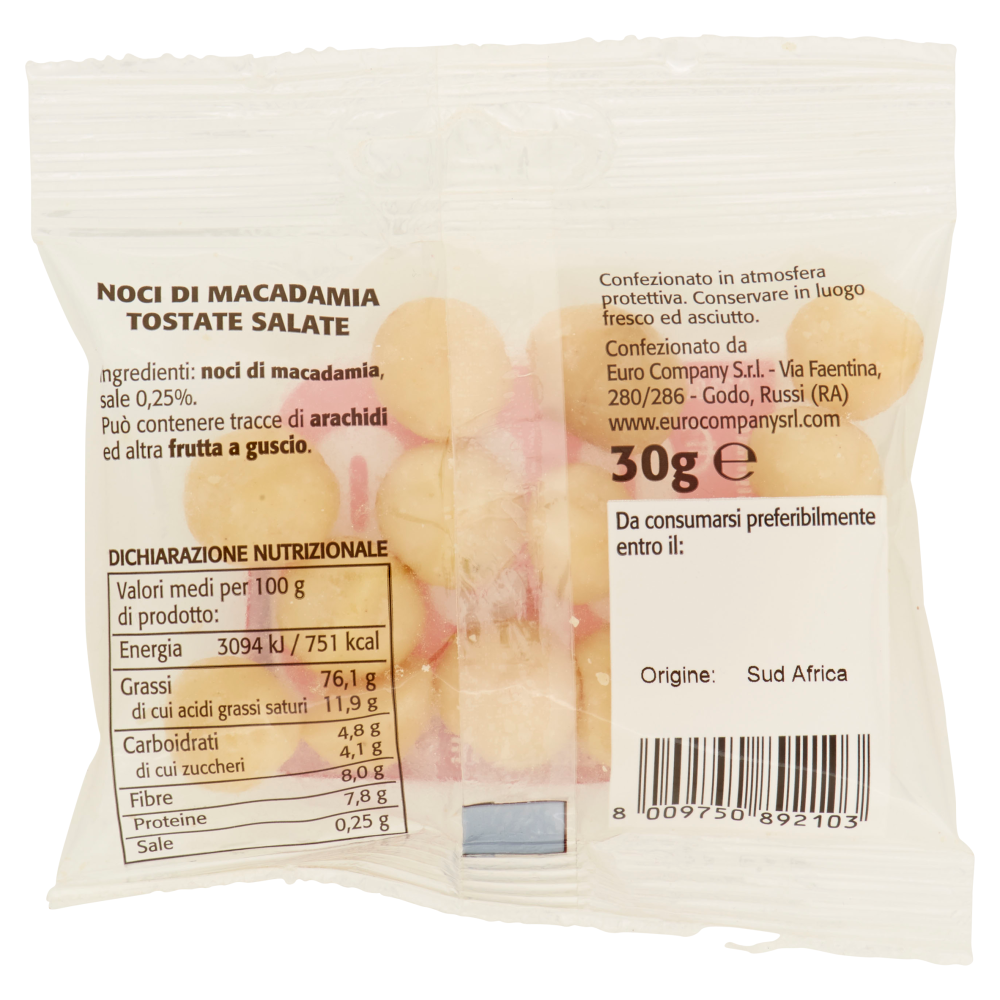 NOCI DI MACADAMIA
TOSTATE SALATE
ngredienti: noci di macadamia,
sale 0,25%.
Può contenere tracce di arachidi
ed altra frutta a guscio.
DICHIARAZIONE NUTRIZIONALE
Valori medi per 100 g
di prodotto:
Energia 3094 kJ / 751 kcal
Grassi 76,1 g
di cui acidi grassi saturi 11,9 g
Carboidrati 4,8 g
di cui zuccheri 4,1 g
Fibre 8,0 g
Proteine 7,8 g
Sale 0,25 g
Confezionato in atmosfera
protettiva. Conservare in luogo
fresco ed asciutto.
Confezionato da
Euro Company S.r.l. - Via Faentina,
280/286 - Godo, Russi (RA)
www.eurocompanysrl.com
30g ℮
Da consumarsi preferibilmente
entro il:
Origine: Sud Africa
8 009750 892103